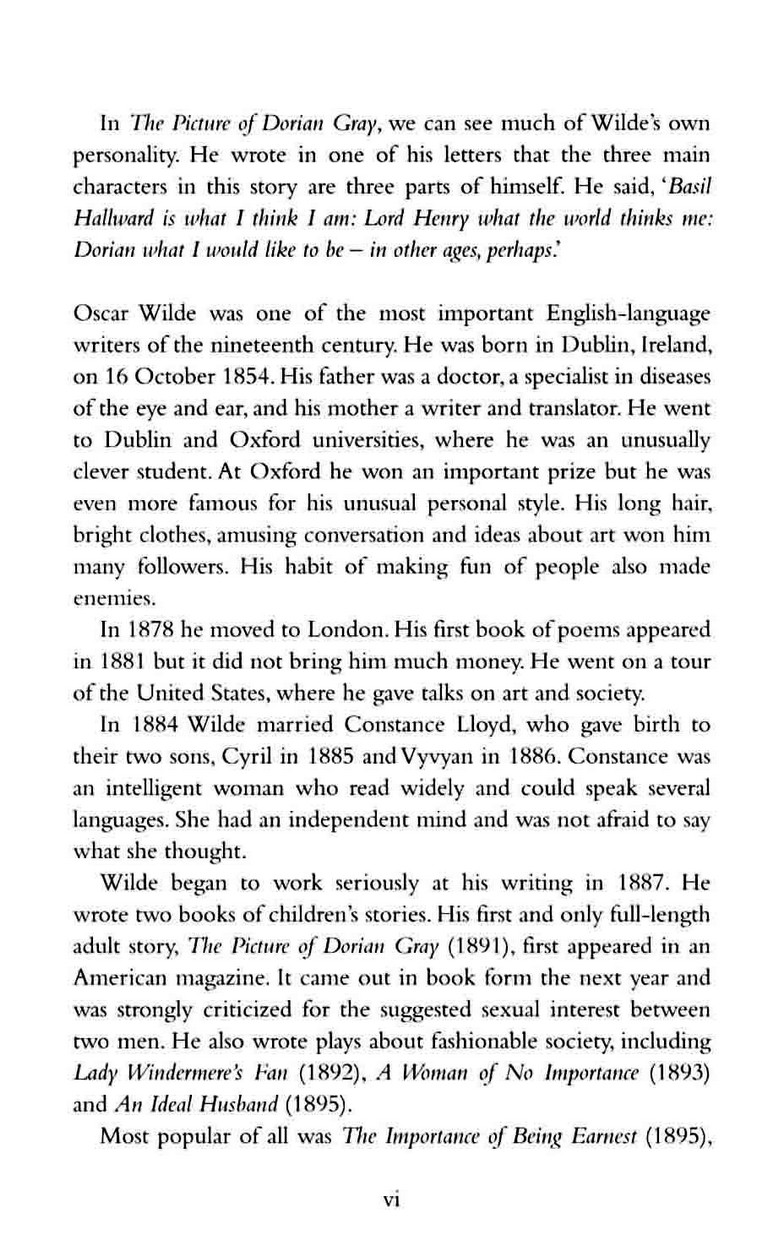 In The Picture of Dorian Gray, we can see much of Wilde's own
personality. He wrote in one of his letters that the three main
characters in this story are three parts of himself. He said, 'Basil
Hallward is what I think I am: Lord Henry what the world thinks me:
Dorian what I would like to be – in other ages, perhaps.'
Oscar Wilde was one of the most important English-language
writers of the nineteenth century. He was born in Dublin, Ireland,
on 16 October 1854. His father was a doctor, a specialist in diseases
of the eye and ear, and his mother a writer and translator. He went
to Dublin and Oxford universities, where he was an unusually
clever student. At Oxford he won an important prize but he was
even more famous for his unusual personal style. His long hair,
bright clothes, amusing conversation and ideas about art won him
many followers. His habit of making fun of people also made
enemies.
In 1878 he moved to London. His first book of poems appeared
in 1881 but it did not bring him much money. He went on a tour
of the United States, where he gave talks on art and society.
In 1884 Wilde married Constance Lloyd, who gave birth to
their two sons, Cyril in 1885 and Vyvyan in 1886. Constance was
an intelligent woman who read widely and could speak several
languages. She had an independent mind and was not afraid to say
what she thought.
Wilde began to work seriously at his writing in 1887. He
wrote two books of children's stories. His first and only full-length
adult story, The Picture of Dorian Gray (1891), first appeared in an
American magazine. It came out in book form the next year and
was strongly criticized for the suggested sexual interest between
two men. He also wrote plays about fashionable society, including
Lady Windermere's Fan (1892), A Woman of No Importance (1893)
and An Ideal Husband (1895).
Most popular of all was The Importance of Being Earnest (1895),
vi